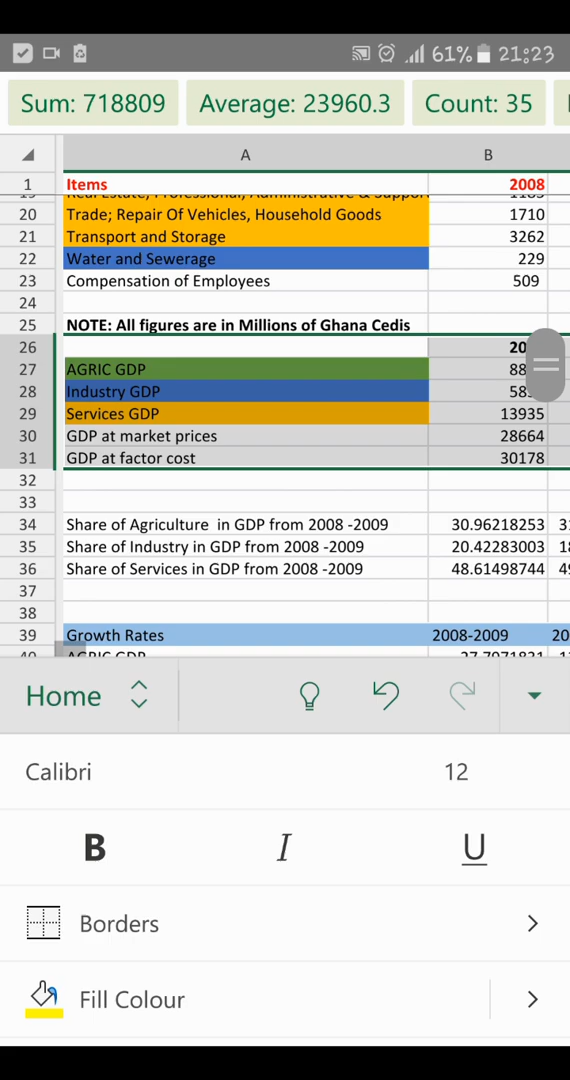 61% 21:23
Sum: 718809 Average: 23960.3 Count: 35
A B
1 Items 2008
20 Trade; Repair Of Vehicles, Household Goods 1710
21 Transport and Storage 3262
22 Water and Sewerage 229
23 Compensation of Employees 509
24
25 NOTE: All figures are in Millions of Ghana Cedis
26
27 AGRIC GDP
28 Industry GDP
29 Services GDP 13935
30 GDP at market prices 28664
31 GDP at factor cost 30178
32
33
34 Share of Agriculture in GDP from 2008 -2009 30.96218253
35 Share of Industry in GDP from 2008 -2009 20.42283003
36 Share of Services in GDP from 2008 -2009 48.61498744
37
38
39 Growth Rates 2008-2009 20
Home
Calibri 12
B I U
Borders
Fill Colour